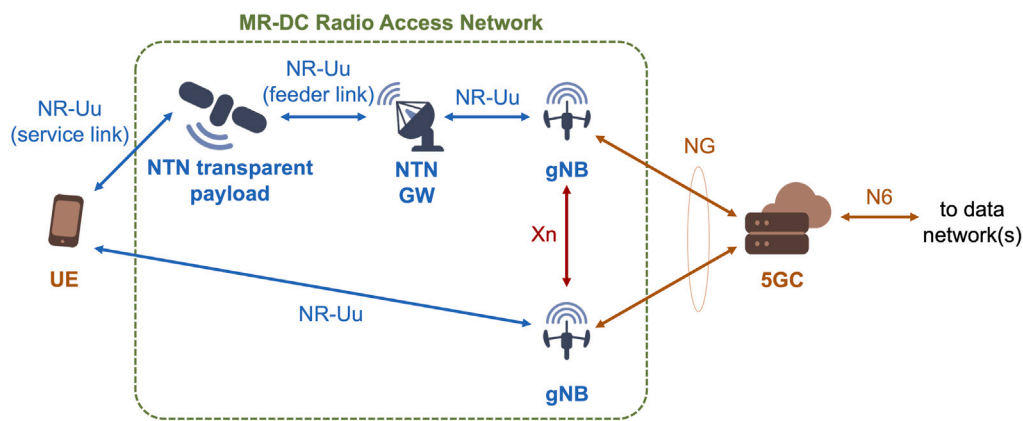 MR-DC Radio Access Network
NR-Uu
(service link)
NR-Uu
(feeder link)
NR-Uu
NTN transparent
payload
NTN
GW
gNB
NG
N6
to data
network(s)
Xn
UE
5GC
NR-Uu
gNB